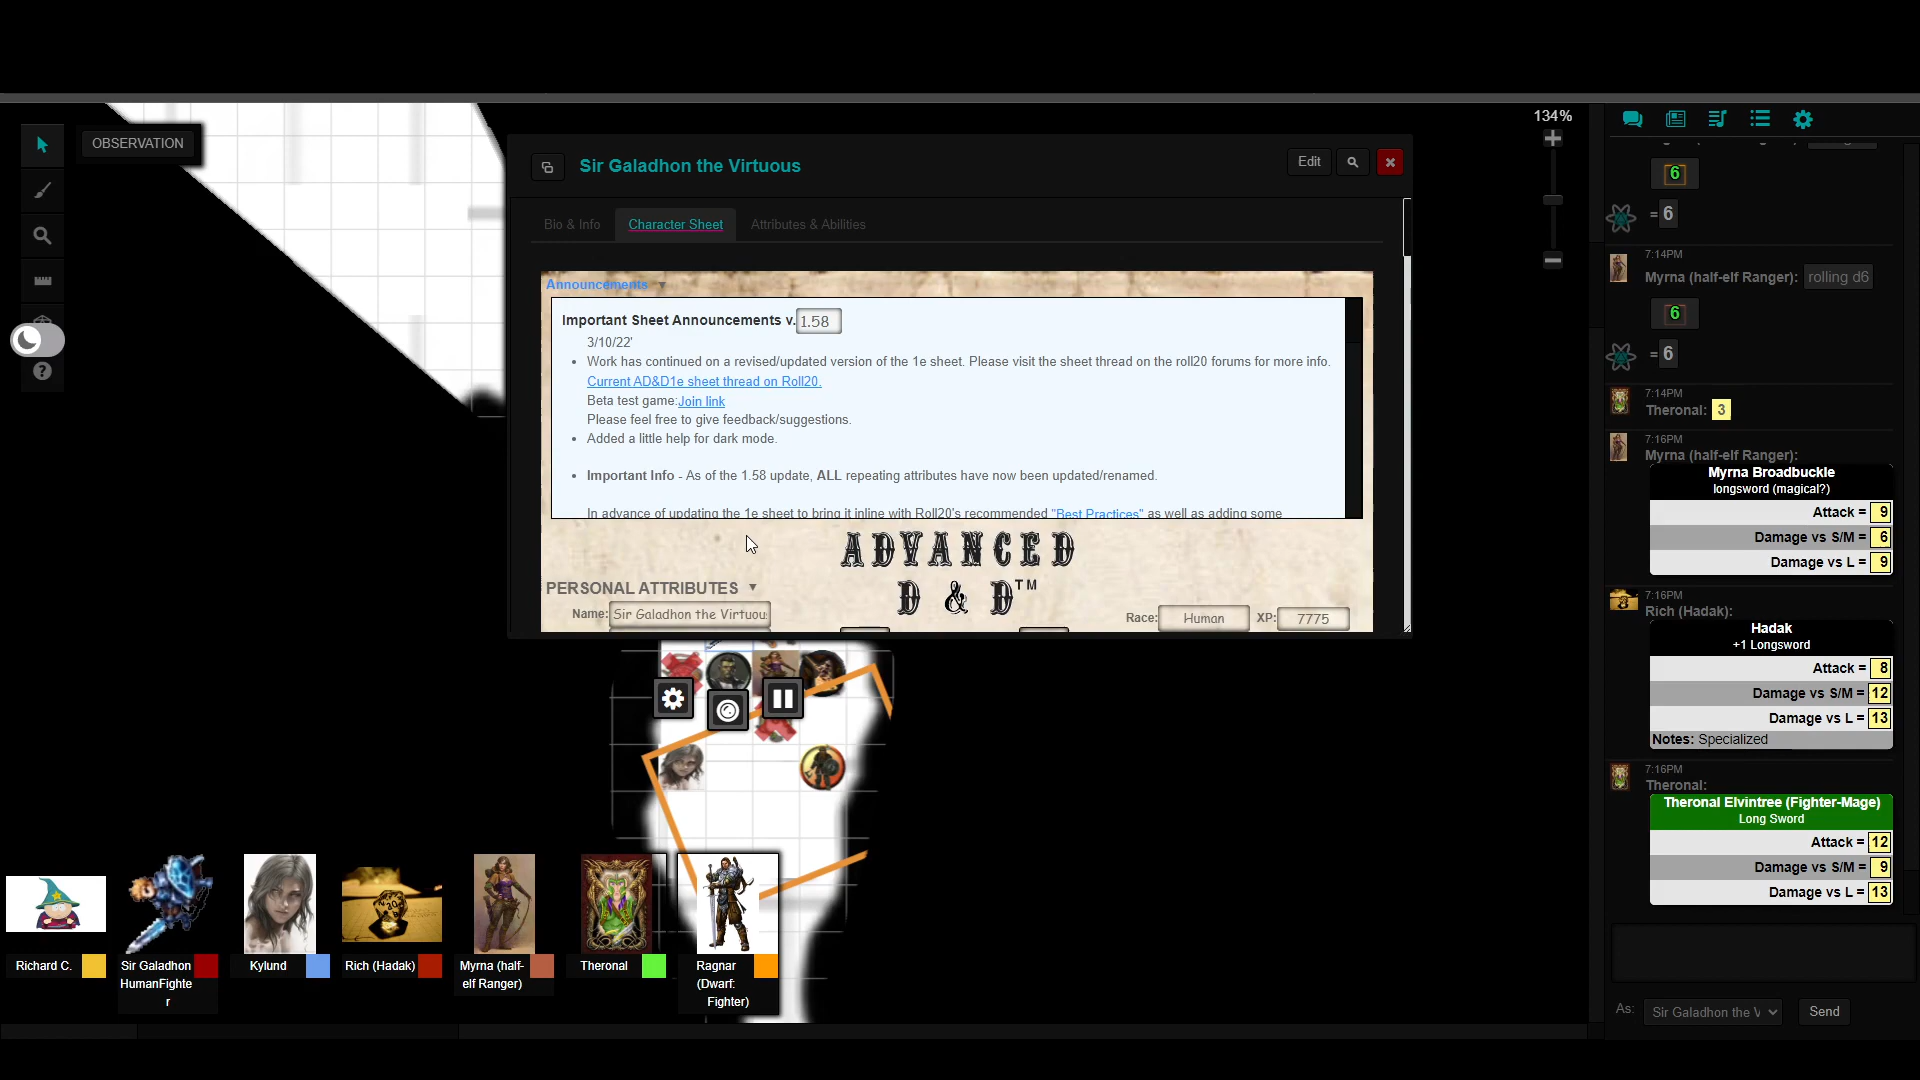 134%
OBSERVATION
Sir Galadhon the Virtuous
Edit
Bio & Info
Character Sheet
Attributes & Abilities
Announcements
Important Sheet Announcements v. 1.58
3/10/22'
Work has continued on a revised/updated version of the 1e sheet. Please visit the sheet thread on the roll20 forums for more info.
Current AD&D1e sheet thread on Roll20.
Beta test game:Join link
Please feel free to give feedback/suggestions.
Added a little help for dark mode.
Important Info - As of the 1.58 update, ALL repeating attributes have now been updated/renamed.
In advance of updating the 1e sheet to bring it inline with Roll20's recommended "Best Practices" as well as adding some
ADVANCED
D & D™
PERSONAL ATTRIBUTES
Name: Sir Galadhon the Virtuou
Race: Human XP: 7775
Richard C.
Sir Galadhon
HumanFighte
r
Kylund
Rich (Hadak)
Myrna (half-
elf Ranger)
Theronal
Ragnar
(Dwarf:
Fighter)
6
= 6
7:14PM
Myrna (half-elf Ranger): rolling d6
6
= 6
7:14PM
Theronal: 3
7:16PM
Myrna (half-elf Ranger):
Myrna Broadbuckle
longsword (magical?)
Attack = 9
Damage vs S/M = 6
Damage vs L = 9
7:16PM
Rich (Hadak):
Hadak
+1 Longsword
Attack = 8
Damage vs S/M = 12
Damage vs L = 13
Notes: Specialized
7:16PM
Theronal:
Theronal Elvintree (Fighter-Mage)
Long Sword
Attack = 12
Damage vs S/M = 9
Damage vs L = 13
As: Sir Galadhon the V
Send